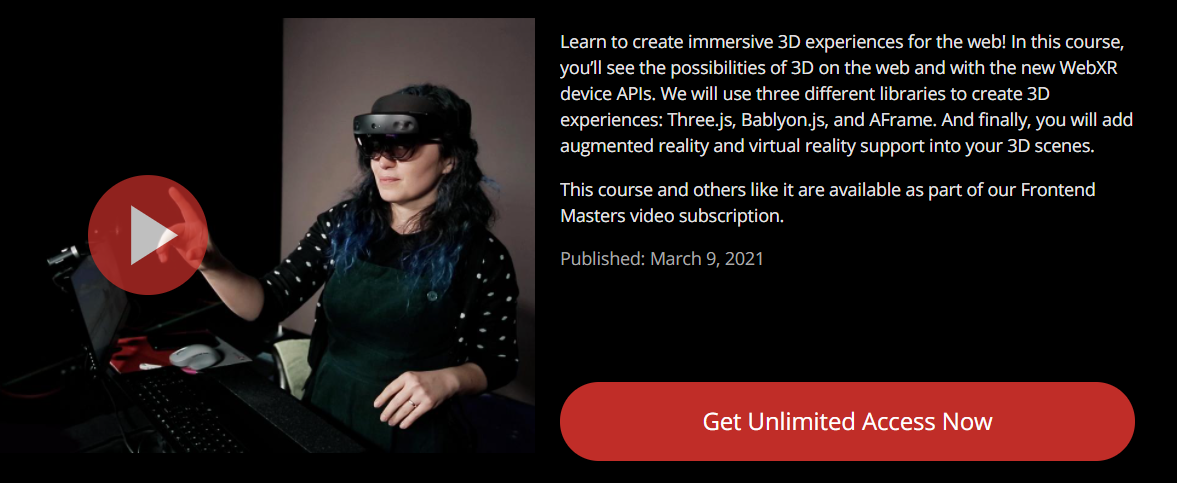 Learn to create immersive 3D experiences for the web! In this course,
you'll see the possibilities of 3D on the web and with the new WebXR
device APIs. We will use three different libraries to create 3D
experiences: Three.js, Bablyon.js, and AFrame. And finally, you will add
augmented reality and virtual reality support into your 3D scenes.
This course and others like it are available as part of our Frontend
Masters video subscription.
Published: March 9, 2021
Get Unlimited Access Now